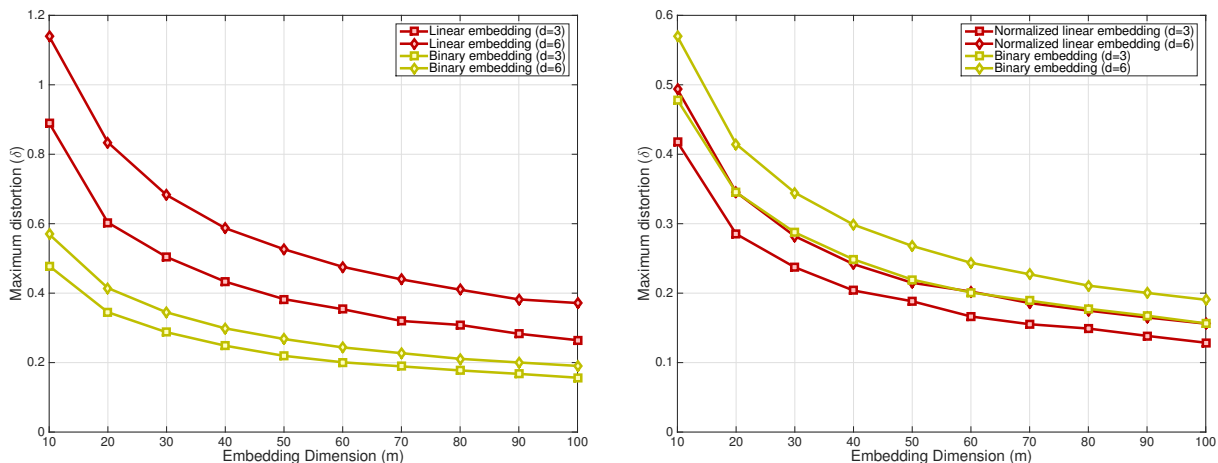 1.2
1
0.8
0.6
0.4
0.2
0
Maximum distortion (δ)
Linear embedding (d=3)
Linear embedding (d=6)
Binary embedding (d=3)
Binary embedding (d=6)
10 20 30 40 50 60 70 80 90 100
Embedding Dimension (m)
0.6
0.5
0.4
0.3
0.2
0.1
0
Maximum distortion (δ)
Normalized linear embedding (d=3)
Normalized linear embedding (d=6)
Binary embedding (d=3)
Binary embedding (d=6)
10 20 30 40 50 60 70 80 90 100
Embedding Dimension (m)